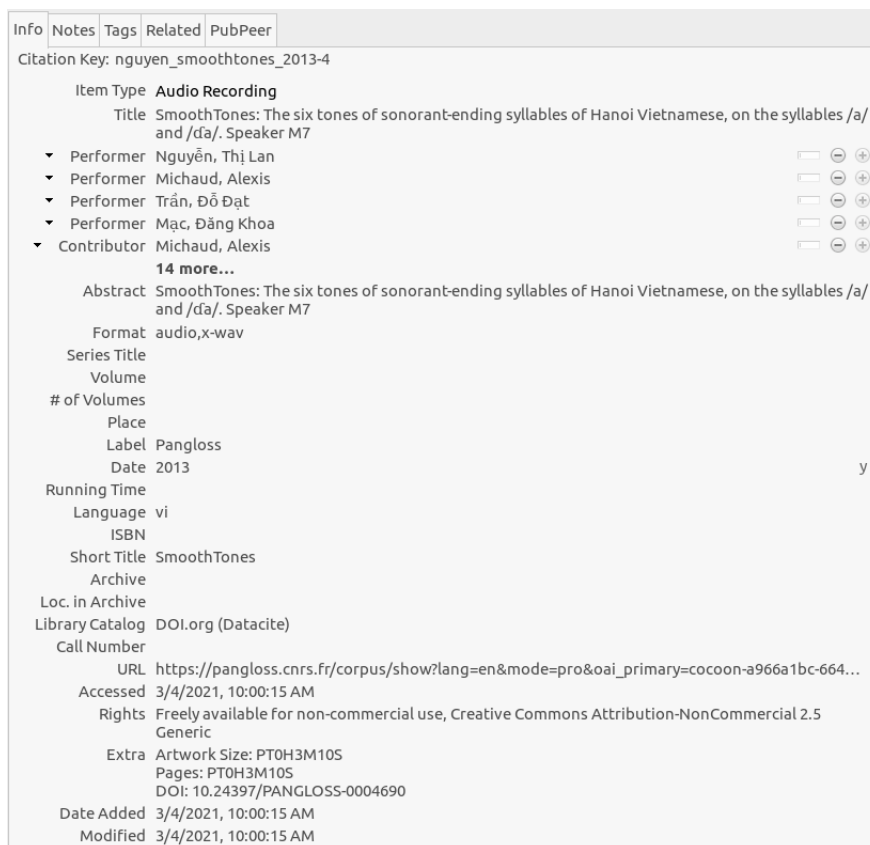 Info Notes Tags Related PubPeer
Citation Key: nguyen_smoothtones_2013-4
Item Type Audio Recording
Title SmoothTones: The six tones of sonorant-ending syllables of Hanoi Vietnamese, on the syllables /a/
and /ɗa/. Speaker M7
Performer Nguyễn, Thị Lan
Performer Michaud, Alexis
Performer Trần, Đỗ Đạt
Performer Mạc, Đăng Khoa
Contributor Michaud, Alexis
14 more...
Abstract SmoothTones: The six tones of sonorant-ending syllables of Hanoi Vietnamese, on the syllables /a/
and /ɗa/. Speaker M7
Format audio,x-wav
Series Title
Volume
# of Volumes
Place
Label Pangloss
Date 2013 y
Running Time
Language vi
ISBN
Short Title SmoothTones
Archive
Loc. in Archive
Library Catalog DOI.org (Datacite)
Call Number
URL https://pangloss.cnrs.fr/corpus/show?lang=en&mode=pro&oai_primary=cocoon-a966a1bc-664...
Accessed 3/4/2021, 10:00:15 AM
Rights Freely available for non-commercial use, Creative Commons Attribution-NonCommercial 2.5
Generic
Extra Artwork Size: PT0H3M10S
Pages: PT0H3M10S
DOI: 10.24397/PANGLOSS-0004690
Date Added 3/4/2021, 10:00:15 AM
Modified 3/4/2021, 10:00:15 AM